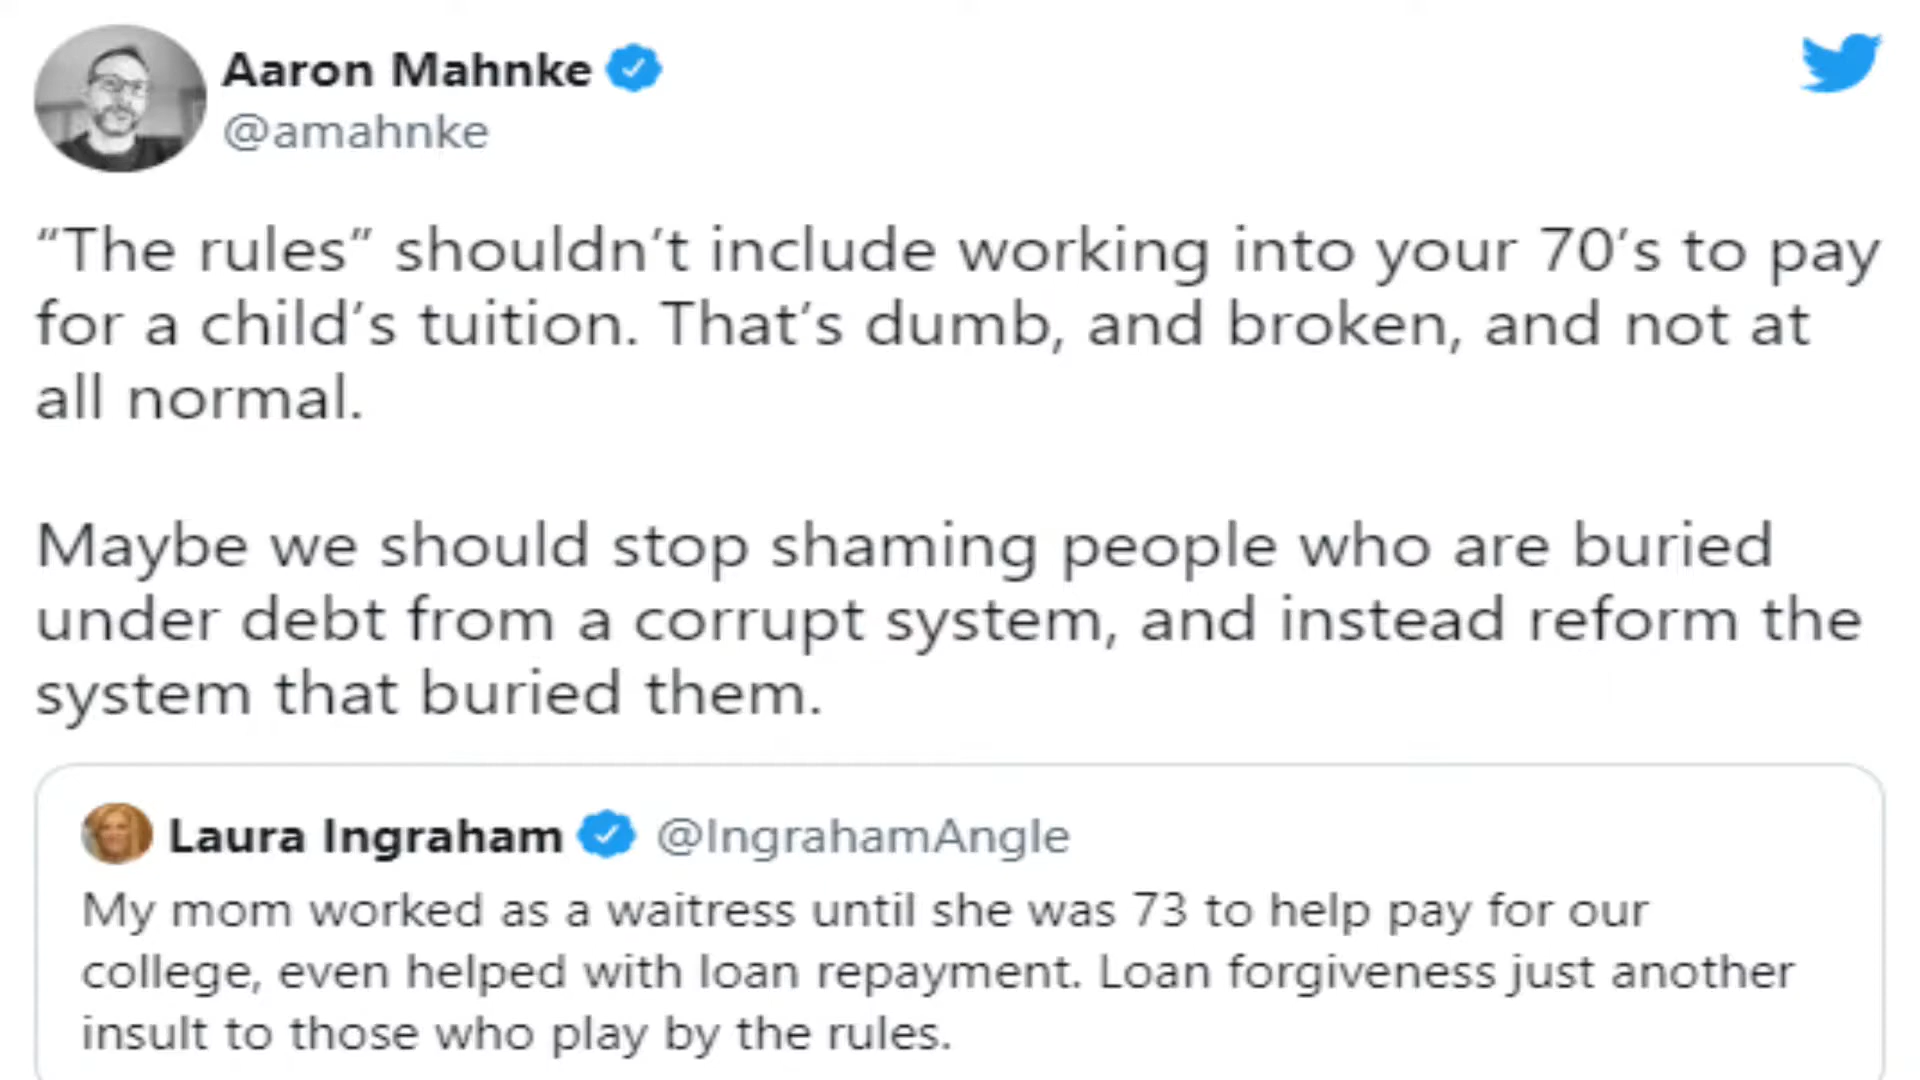 Aaron Mahnke
@amahnke
“The rules” shouldn’t include working into your 70’s to pay
for a child’s tuition. That’s dumb, and broken, and not at
all normal.
Maybe we should stop shaming people who are buried
under debt from a corrupt system, and instead reform the
system that buried them.
Laura Ingraham @IngrahamAngle
My mom worked as a waitress until she was 73 to help pay for our
college, even helped with loan repayment. Loan forgiveness just another
insult to those who play by the rules.